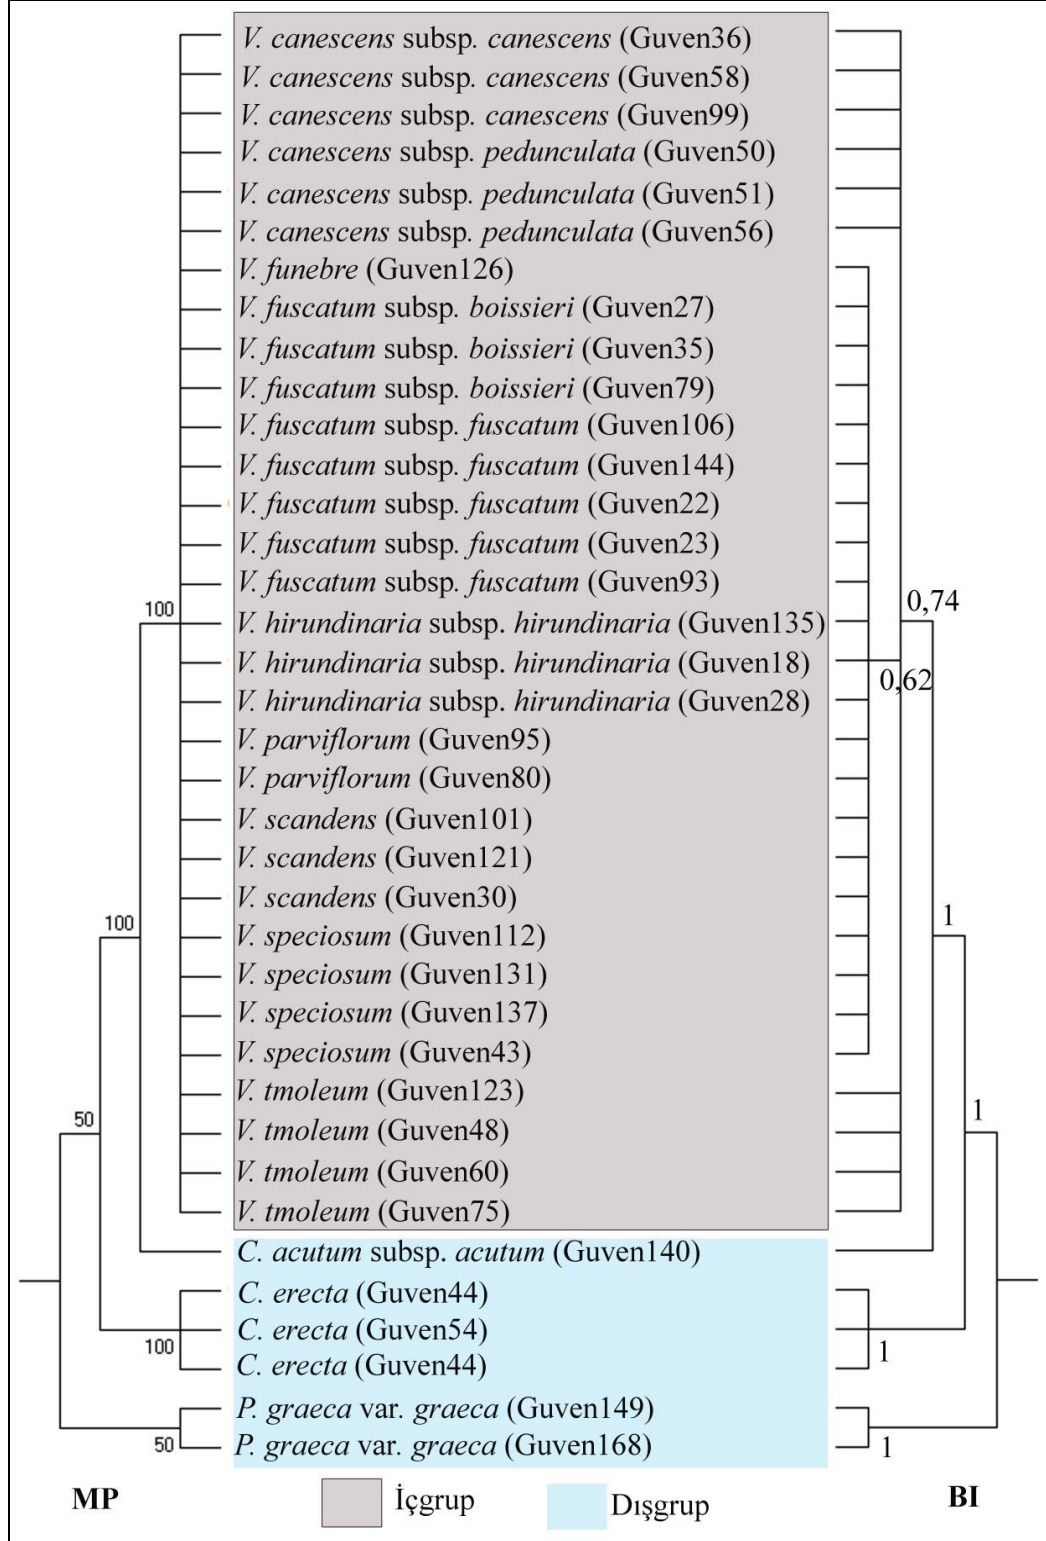 V. canescens subsp. canescens (Guven36)
V. canescens subsp. canescens (Guven58)
V. canescens subsp. canescens (Guven99)
V. canescens subsp. pedunculata (Guven50)
V. canescens subsp. pedunculata (Guven51)
V. canescens subsp. pedunculata (Guven56)
V. funebre (Guven126)
V. fuscatum subsp. boissieri (Guven27)
V. fuscatum subsp. boissieri (Guven35)
V. fuscatum subsp. boissieri (Guven79)
V. fuscatum subsp. fuscatum (Guven106)
V. fuscatum subsp. fuscatum (Guven144)
V. fuscatum subsp. fuscatum (Guven22)
V. fuscatum subsp. fuscatum (Guven23)
V. fuscatum subsp. fuscatum (Guven93)
100
0,74
V. hirundinaria subsp. hirundinaria (Guven135)
V. hirundinaria subsp. hirundinaria (Guven18)
0,62
V. hirundinaria subsp. hirundinaria (Guven28)
V. parviflorum (Guven95)
V. parviflorum (Guven80)
V. scandens (Guven101)
V. scandens (Guven121)
V. scandens (Guven30)
100
1
V. speciosum (Guven112)
V. speciosum (Guven131)
V. speciosum (Guven137)
V. speciosum (Guven43)
V. tmoleum (Guven123)
50
1
V. tmoleum (Guven48)
V. tmoleum (Guven60)
V. tmoleum (Guven75)
C. acutum subsp. acutum (Guven140)
C. erecta (Guven44)
C. erecta (Guven54)
100
1
C. erecta (Guven44)
P. graeca var. graeca (Guven149)
50
P. graeca var. graeca (Guven168)
1
MP
İçgrup
Dışgrup
BI